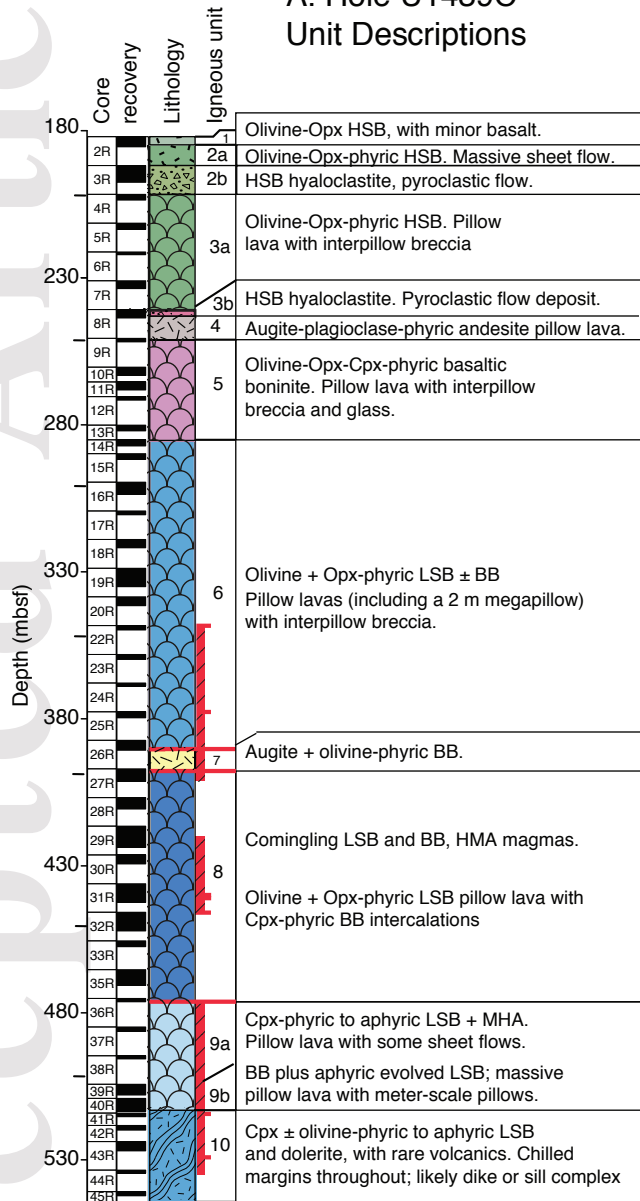 A. Hole U1439C
Unit Descriptions
Core
recovery
Lithology
Igneous unit
Depth (mbsf)
180
230
280
330
380
430
480
530
2R
3R
4R
5R
6R
7R
8R
9R
10R
11R
12R
13R
14R
15R
16R
17R
18R
19R
20R
22R
23R
24R
25R
26R
27R
28R
29R
30R
31R
32R
33R
35R
36R
37R
38R
39R
40R
41R
42R
43R
44R
45R
1
Olivine-Opx HSB, with minor basalt.
2a
Olivine-Opx-phyric HSB. Massive sheet flow.
2b
HSB hyaloclastite, pyroclastic flow.
3a
Olivine-Opx-phyric HSB. Pillow
lava with interpillow breccia
3b
HSB hyaloclastite. Pyroclastic flow deposit.
4
Augite-plagioclase-phyric andesite pillow lava.
5
Olivine-Opx-Cpx-phyric basaltic
boninite. Pillow lava with interpillow
breccia and glass.
6
Olivine + Opx-phyric LSB ± BB
Pillow lavas (including a 2 m megapillow)
with interpillow breccia.
7
Augite + olivine-phyric BB.
8
Comingling LSB and BB, HMA magmas.
Olivine + Opx-phyric LSB pillow lava with
Cpx-phyric BB intercalations
9a
Cpx-phyric to aphyric LSB + MHA.
Pillow lava with some sheet flows.
9b
BB plus aphyric evolved LSB; massive
pillow lava with meter-scale pillows.
10
Cpx ± olivine-phyric to aphyric LSB
and dolerite, with rare volcanics. Chilled
margins throughout; likely dike or sill complex